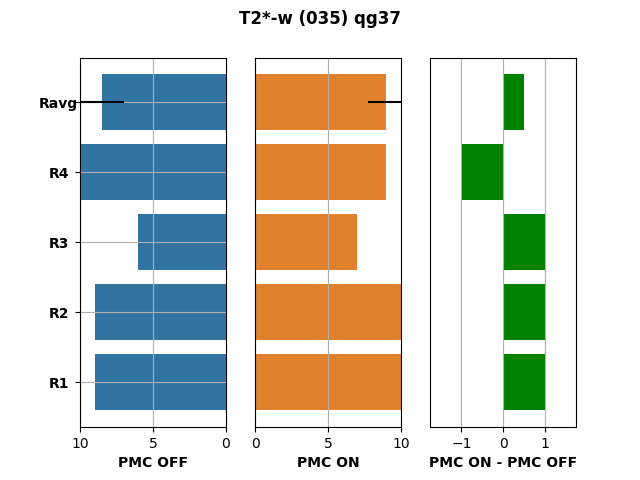 T2*-w (035) qg37
Ravg
R4
R3
R2
R1
10 5 0 0 5 10 −1 0 1
PMC OFF PMC ON PMC ON - PMC OFF